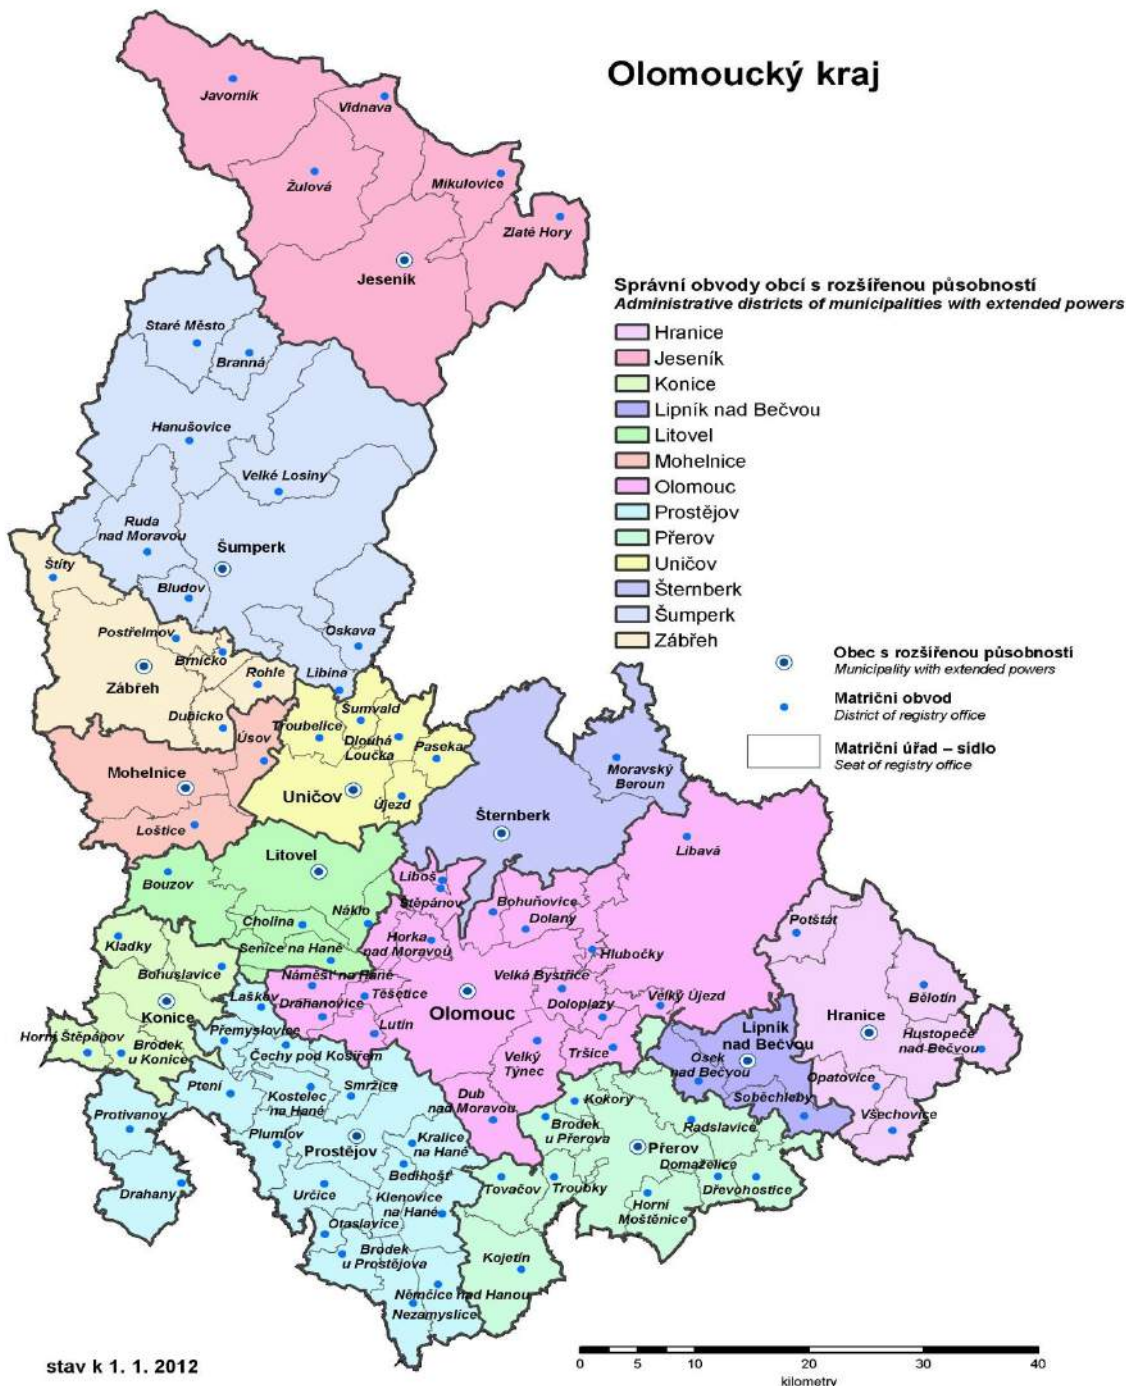 Olomoucký kraj
Javorník
Vidnava
Žulová
Mikulovice
Zlaté Hory
Jeseník
Správní obvody obcí s rozšířenou působností
Administrative districts of municipalities with extended powers
Hranice
Jeseník
Konice
Lipník nad Bečvou
Litovel
Mohelnice
Olomouc
Prostějov
Přerov
Uničov
Šternberk
Šumperk
Zábřeh
Obec s rozšířenou působností
Municipality with extended powers
Matriční obvod
District of registry office
Matriční úřad – sídlo
Seat of registry office
Staré Město
Branná
Hanušovice
Velké Losiny
Ruda
nad Moravou
Šumperk
Štíty
Bludov
Postřelmov
Oskava
Brníčko
Rohle
Libina
Zábřeh
Dubicko
Úsov
Šumvald
Troubelice
Dlouhá
Loučka
Paseka
Mohelnice
Uničov
Újezd
Moravský
Beroun
Šternberk
Loštice
Litovel
Libavá
Bouzov
Liboš
Štěpánov
Bohuňovice
Dolany
Náklo
Cholina
Senice na Hané
Horka
nad Moravou
Hlubočky
Potštát
Kladky
Bohuslavice
Náměšť na Hané
Velká Bystřice
Laškov
Těšetice
Drahanovice
Doloplazy
Velký Újezd
Bělotín
Konice
Olomouc
Lutín
Přemyslovice
Čechy pod Kosířem
Horní Štěpánov
Brodek
u Konice
Velký
Týnec
Tršice
Lipník
nad Bečvou
Hranice
Hustopeče
nad Bečvou
Osek
nad Bečvou
Opatovice
Soběchleby
Všechovice
Ptení
Smržice
Kostelec
na Hané
Dub
nad Moravou
Kokory
Protivanov
Plumlov
Prostějov
Kralice
na Hané
Brodek
u Přerova
Radslavice
Přerov
Bedihošť
Domaželice
Dřevohostice
Drahany
Určice
Klenovice
na Hané
Tovačov
Troubky
Horní
Moštěnice
Otaslavice
Brodek
u Prostějova
Kojetín
Němčice nad Hanou
Nezamyslice
stav k 1. 1. 2012
0 5 10 20 30 40
kilometry